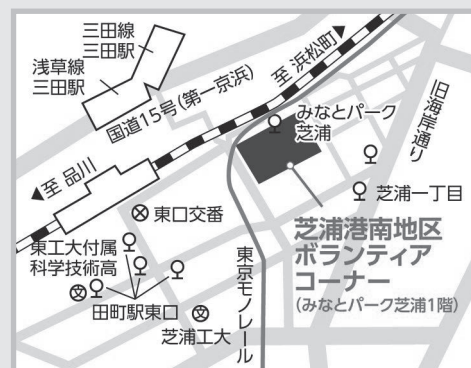 三田線
三田駅
浅草線
三田駅
国道15号(第一京浜)
至 浜松町
旧海岸通り
みなとパーク
芝浦
至 品川
芝浦一丁目
東口交番
芝浦港南地区
ボランティア
コーナー
(みなとパーク芝浦1階)
東工大付属
科学技術高
東京モノレール
田町駅東口
芝浦工大
文
文